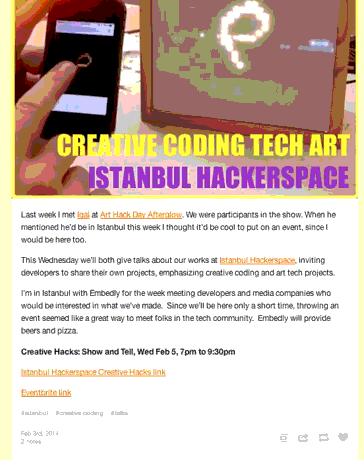 CREATIVE CODING TECH ART
ISTANBUL HACKERSPACE
Last week I met Igal at Art Hack Day Afterglow. We were participants in the show. When he
mentioned he'd be in Istanbul this week I thought it'd be cool to put on an event, since I
would be here too.
This Wednesday we'll both give talks about our works at Istanbul Hackerspace, inviting
developers to share their own projects, emphasizing creative coding and art tech projects.
I'm in Istanbul with Embedly for the week meeting developers and media companies who
would be interested in what we've made. Since we'll be here only a short time, throwing an
event seemed like a great way to meet folks in the tech community. Embedly will provide
beers and pizza.
Creative Hacks: Show and Tell, Wed Feb 5, 7pm to 9:30pm
Istanbul Hackerspace Creative Hacks link
Eventbrite link
#istanbul #creative coding #talks
Feb 3rd, 2014
2 notes